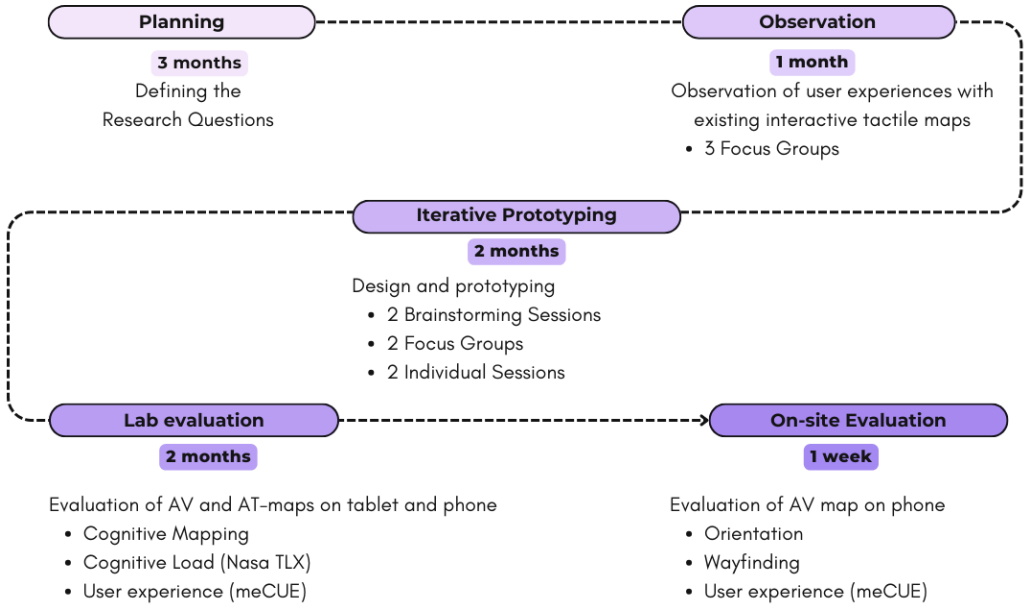 Planning
3 months
Defining the
Research Questions
Observation
1 month
Observation of user experiences with
existing interactive tactile maps
• 3 Focus Groups
Iterative Prototyping
2 months
Design and prototyping
• 2 Brainstorming Sessions
• 2 Focus Groups
• 2 Individual Sessions
Lab evaluation
2 months
Evaluation of AV and AT-maps on tablet and phone
• Cognitive Mapping
• Cognitive Load (Nasa TLX)
• User experience (meCUE)
On-site Evaluation
1 week
Evaluation of AV map on phone
• Orientation
• Wayfinding
• User experience (meCUE)